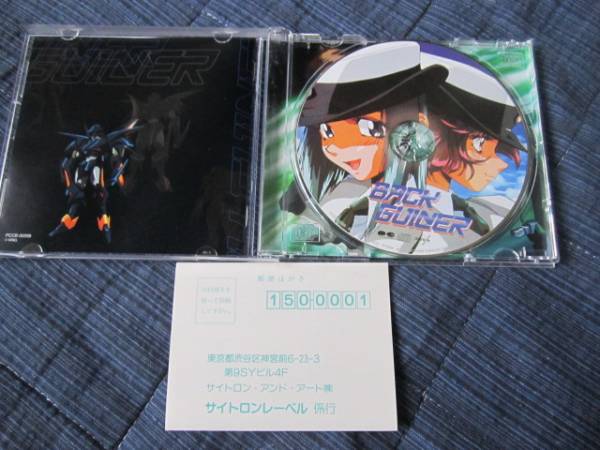 GUINER
BACK
GUINER
郵便はがき
150-0001
東京都渋谷区神宮前6-23-3
第9SYビル4F
サイトロン・アンド・アート㈱
サイトロンレーベル 係行